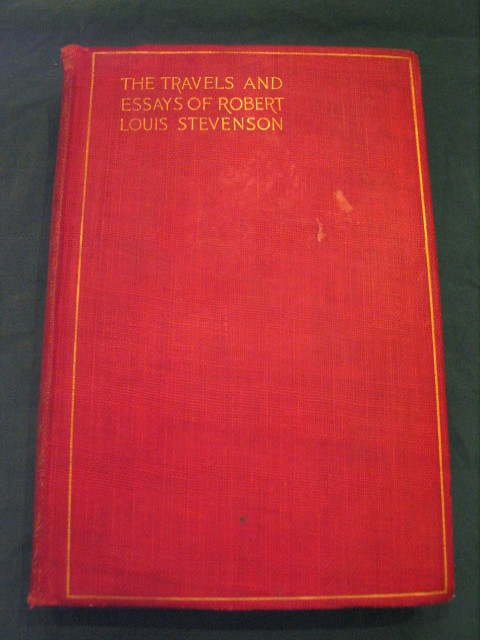 THE TRAVELS AND
ESSAYS OF ROBERT
LOUIS STEVENSON